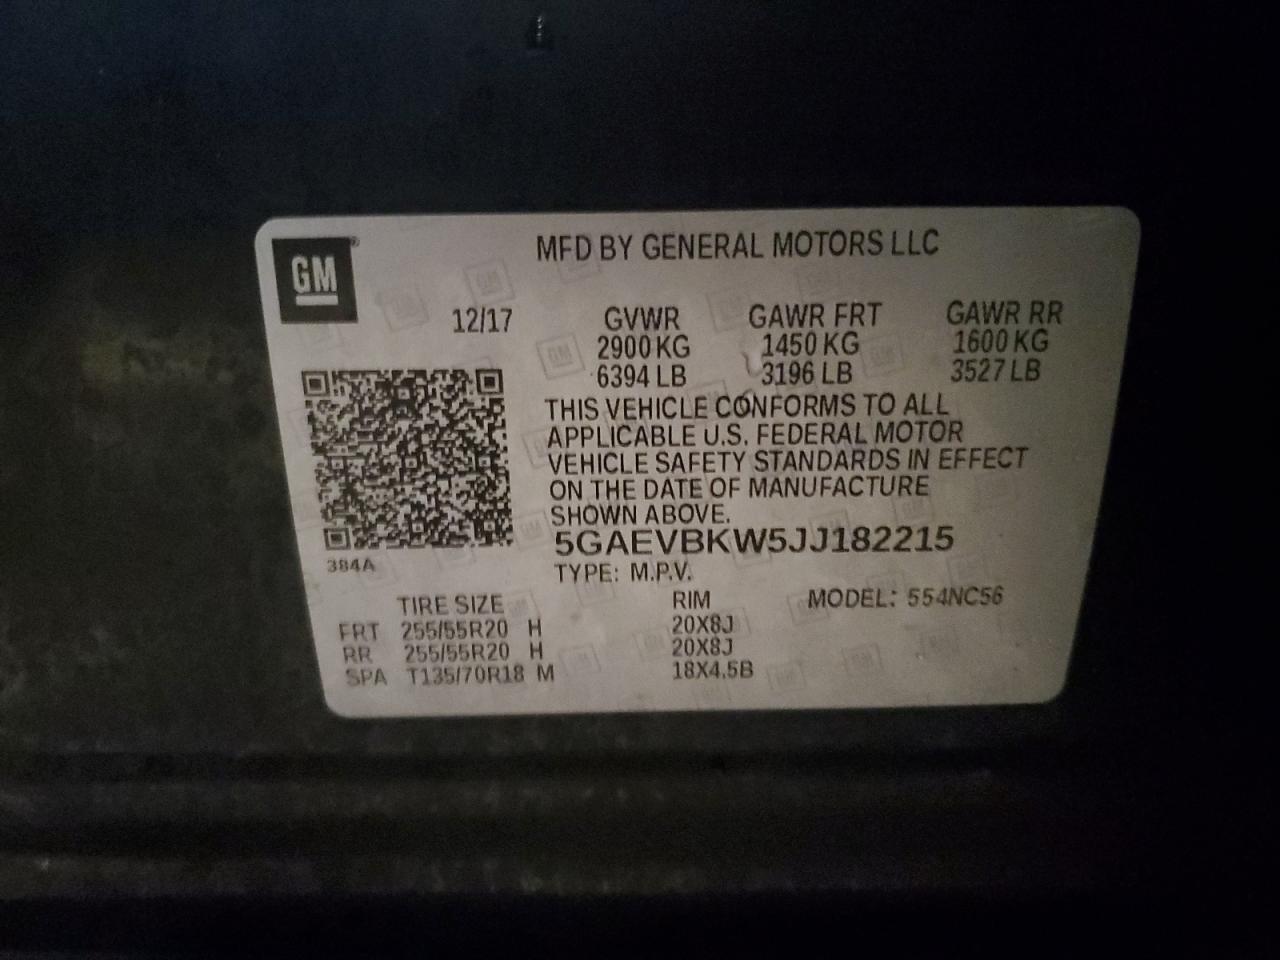 GM
MFD BY GENERAL MOTORS LLC
12/17 GVWR GAWR FRT GAWR RR
2900 KG 1450 KG 1600 KG
6394 LB 3196 LB 3527 LB
THIS VEHICLE CONFORMS TO ALL
APPLICABLE U.S. FEDERAL MOTOR
VEHICLE SAFETY STANDARDS IN EFFECT
ON THE DATE OF MANUFACTURE
SHOWN ABOVE.
5GAEVBKW5JJ182215
384A
TYPE: M.P.V.
TIRE SIZE RIM MODEL: 554NC56
FRT 255/55R20 H 20X8J
RR 255/55R20 H 20X8J
SPA T135/70R18 M 18X4.5B